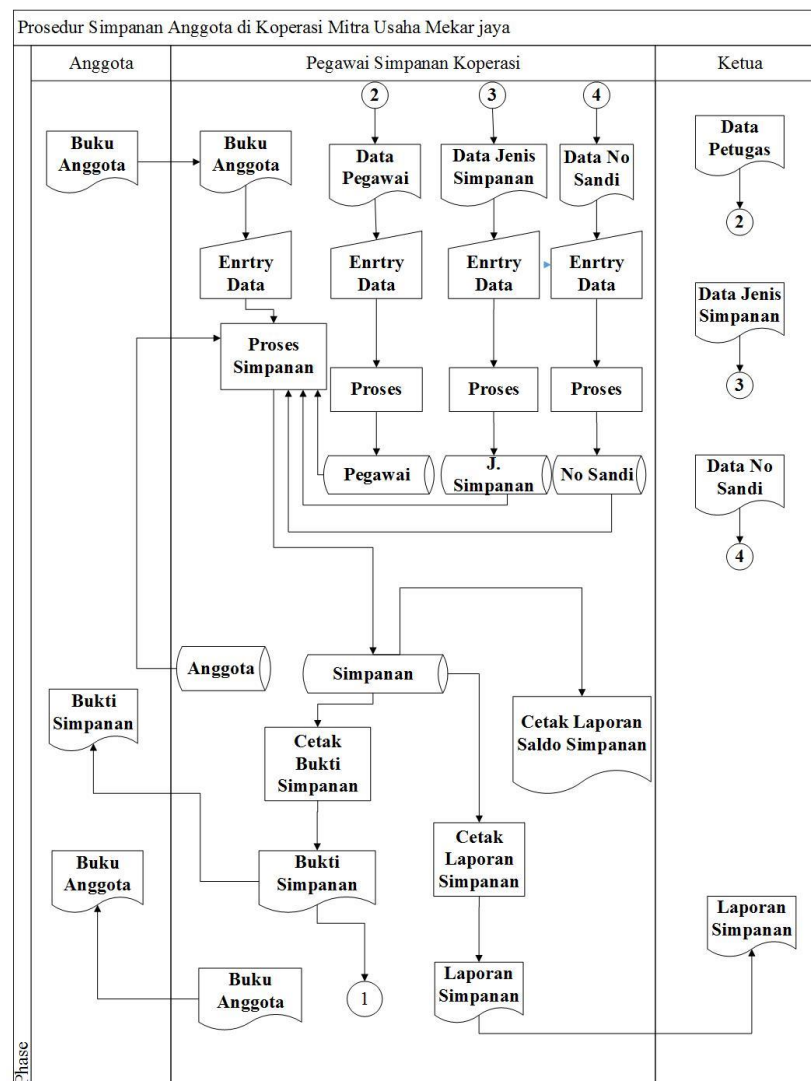 Prosedur Simpanan Anggota di Koperasi Mitra Usaha Mekar jaya
Anggota
Pegawai Simpanan Koperasi
Ketua
2
3
4
Buku
Anggota
Buku
Anggota
Data
Pegawai
Data Jenis
Simpanan
Data No
Sandi
Data
Petugas
2
Enrtry
Data
Enrtry
Data
Enrtry
Data
Enrtry
Data
Data Jenis
Simpanan
3
Proses
Simpanan
Proses
Proses
Proses
Pegawai
J.
Simpanan
No Sandi
Data No
Sandi
4
Anggota
Simpanan
Bukti
Simpanan
Cetak
Bukti
Simpanan
Cetak Laporan
Saldo Simpanan
Buku
Anggota
Bukti
Simpanan
Cetak
Laporan
Simpanan
Laporan
Simpanan
Buku
Anggota
1
Laporan
Simpanan
Phase